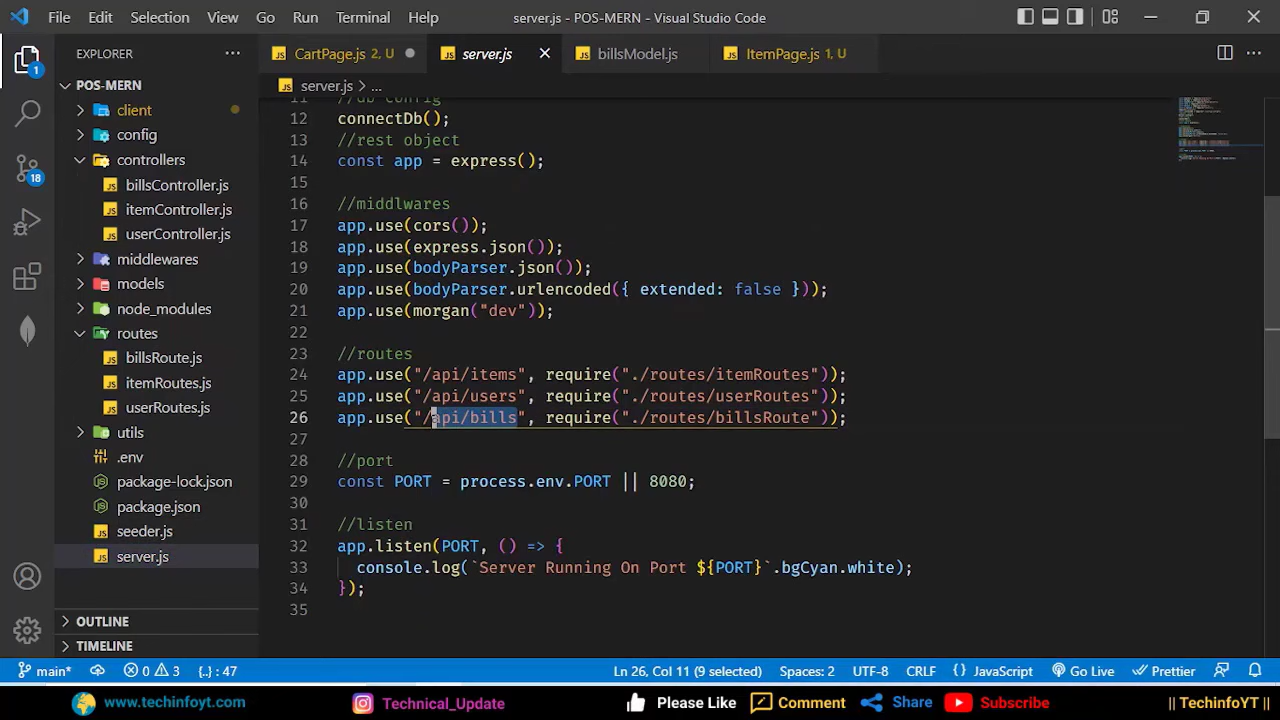 File Edit Selection View Go Run Terminal Help server.js - POS-MERN - Visual Studio Code
EXPLORER ...
CartPage.js 2, U
server.js
billsModel.js
ItemPage.js 1, U
1
18
POS-MERN
client
config
controllers
billsController.js
itemController.js
userController.js
middlewares
models
node_modules
routes
billsRoute.js
itemRoutes.js
userRoutes.js
utils
.env
package-lock.json
package.json
seeder.js
server.js
OUTLINE
TIMELINE
server.js > ...
11 //db config
12 connectDb();
13 //rest object
14 const app = express();
15
16 //middlwares
17 app.use(cors());
18 app.use(express.json());
19 app.use(bodyParser.json());
20 app.use(bodyParser.urlencoded({ extended: false }));
21 app.use(morgan("dev"));
22
23 //routes
24 app.use("/api/items", require("./routes/itemRoutes"));
25 app.use("/api/users", require("./routes/userRoutes"));
26 app.use("/api/bills", require("./routes/billsRoute"));
27
28 //port
29 const PORT = process.env.PORT || 8080;
30
31 //listen
32 app.listen(PORT, () => {
33 console.log(`Server Running On Port ${PORT}`.bgCyan.white);
34 });
35
main* 0 3 {..} : 47 Ln 26, Col 11 (9 selected) Spaces: 2 UTF-8 CRLF {} JavaScript Go Live Prettier
www.techinfoyt.com Technical_Update Please Like Comment Share Subscribe || TechinfoYT ||